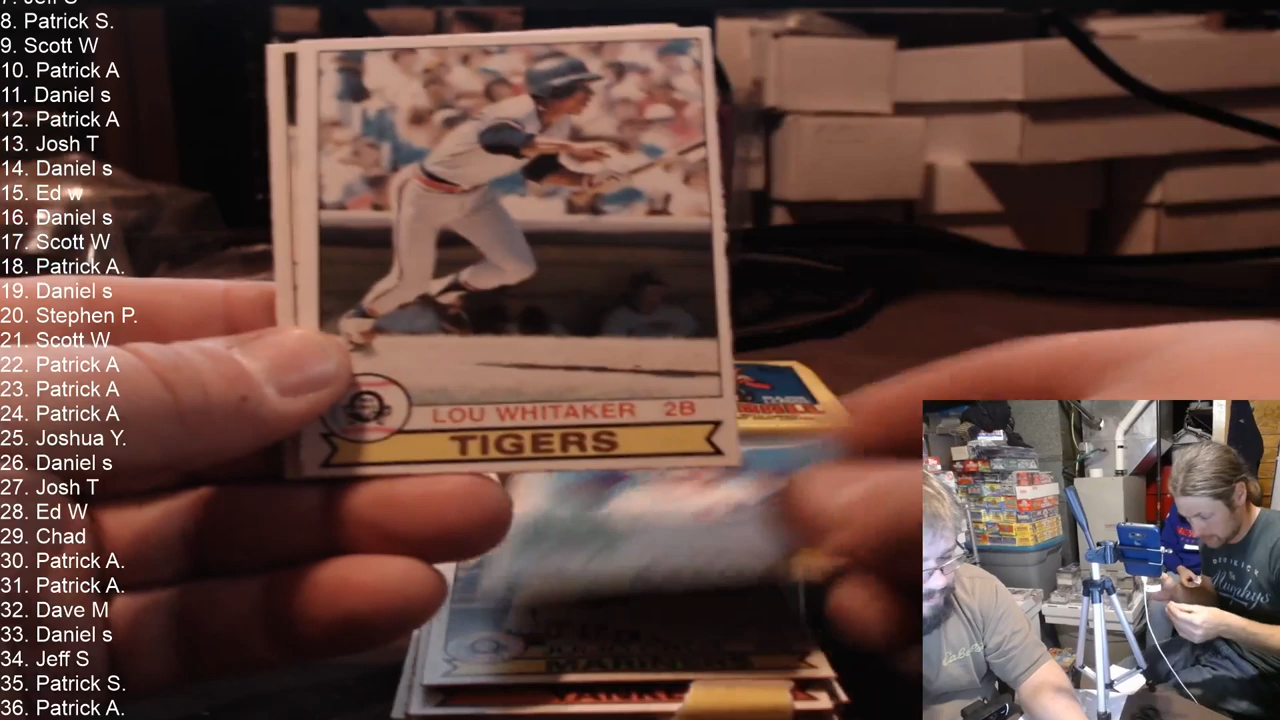 8. Patrick S.
9. Scott W
10. Patrick A
11. Daniel s
12. Patrick A
13. Josh T
14. Daniel s
15. Ed w
16. Daniel s
17. Scott W
18. Patrick A.
19. Daniel s
20. Stephen P.
21. Scott W
22. Patrick A
23. Patrick A
24. Patrick A
25. Joshua Y.
26. Daniel s
27. Josh T
28. Ed W
29. Chad
30. Patrick A.
31. Patrick A.
32. Dave M
33. Daniel s
34. Jeff S
35. Patrick S.
36. Patrick A.
LOU WHITAKER 2B
TIGERS
MARINERS
Murphys